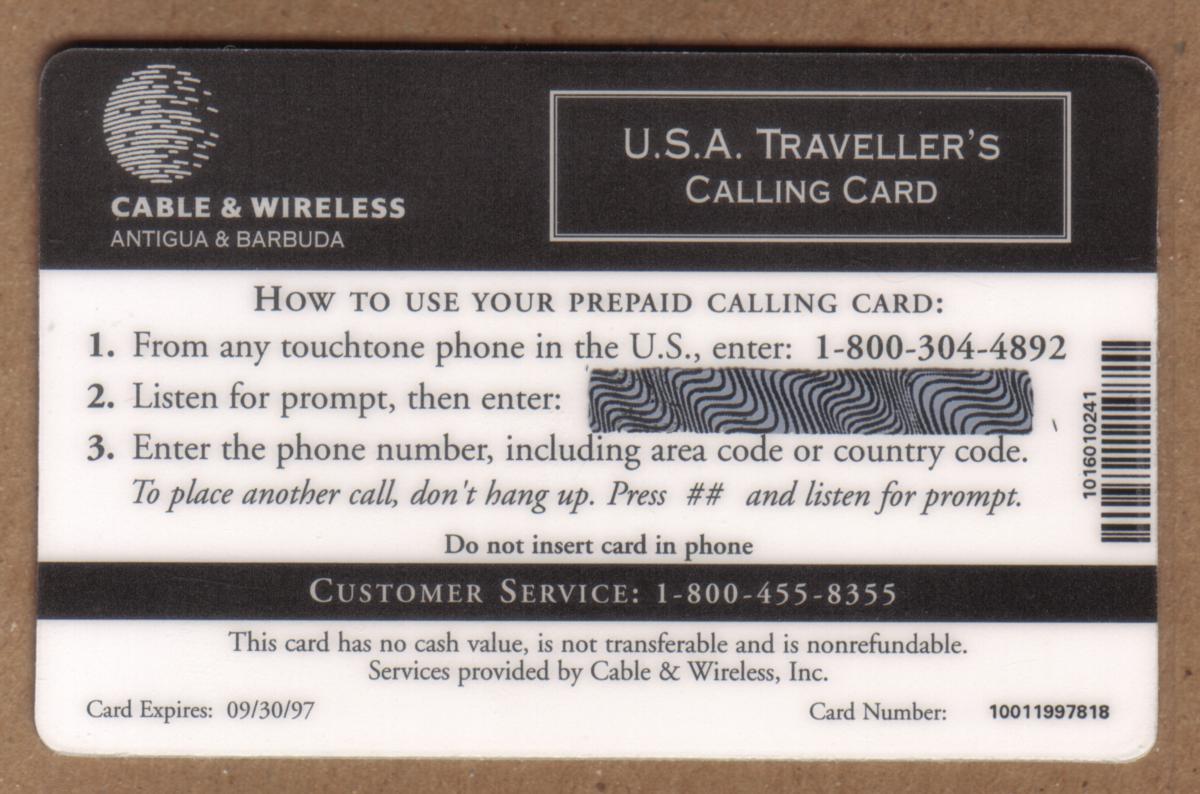 CABLE & WIRELESS
ANTIGUA & BARBUDA
U.S.A. TRAVELLER'S
CALLING CARD
HOW TO USE YOUR PREPAID CALLING CARD:
1. From any touchtone phone in the U.S., enter: 1-800-304-4892
2. Listen for prompt, then enter:
3. Enter the phone number, including area code or country code.
To place another call, don't hang up. Press ## and listen for prompt.
Do not insert card in phone
1016010241
CUSTOMER SERVICE: 1-800-455-8355
This card has no cash value, is not transferable and is nonrefundable.
Services provided by Cable & Wireless, Inc.
Card Expires: 09/30/97
Card Number: 10011997818